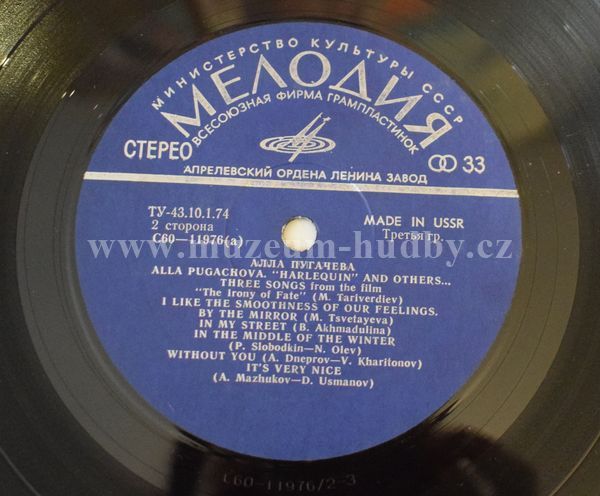 МИНИСТЕРСТВО КУЛЬТУРЫ СССР
МЕЛОДИЯ
ВСЕСОЮЗНАЯ ФИРМА ГРАМПЛАСТИНОК
СТЕРЕО
33
АПРЕЛЕВСКИЙ ОРДЕНА ЛЕНИНА ЗАВОД
ТУ-43.10.1.74
2 сторона
С60—11976(а)
MADE IN USSR
Третья гр.
www.muzeum-hudby.cz
АЛЛА ПУГАЧЕВА
ALLA PUGACHOVA. "HARLEQUIN" AND OTHERS...
THREE SONGS from the film
"The Irony of Fate" (M. Tariverdiev)
I LIKE THE SMOOTHNESS OF OUR FEELINGS.
BY THE MIRROR (M. Tsvetayeva)
IN MY STREET (B. Akhmadulina)
IN THE MIDDLE OF THE WINTER
(P. Slobodkin—N. Olev)
WITHOUT YOU (A. Dneprov—V. Kharitonov)
IT'S VERY NICE
(A. Mazhukov—D. Usmanov)
С60-11976/2-3